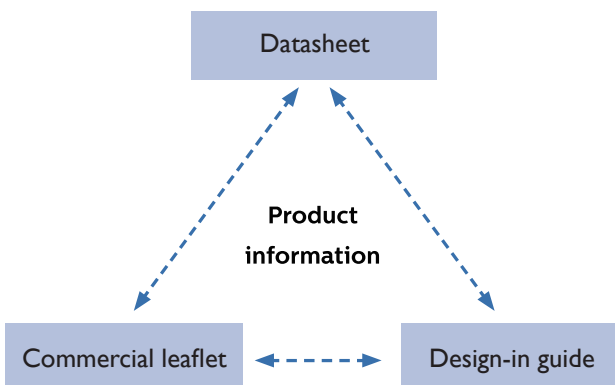 Datasheet
Product
information
Commercial leaflet
Design-in guide